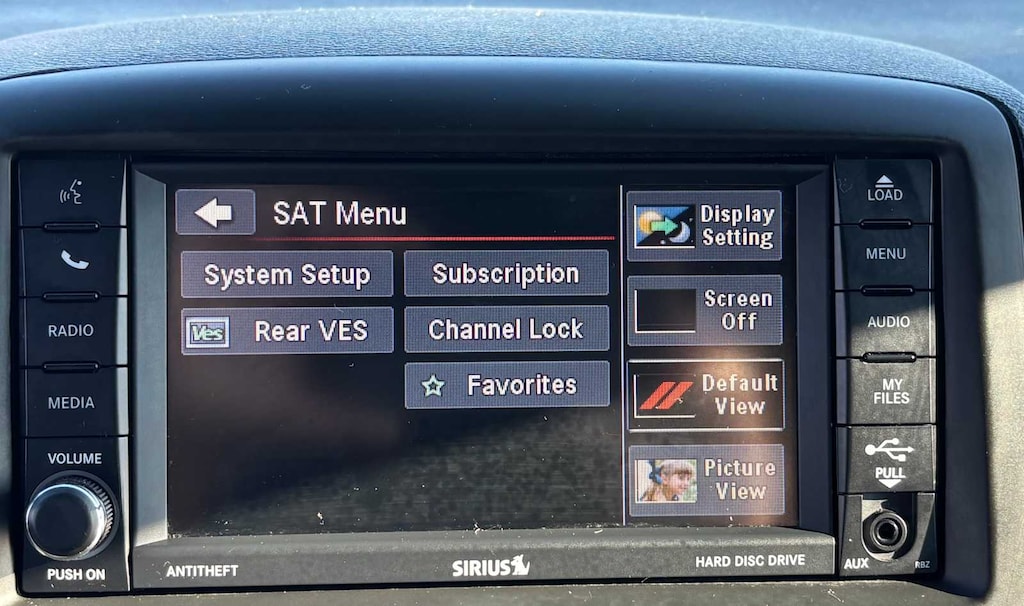 SAT Menu
System Setup
Subscription
Ves
Rear VES
Channel Lock
Favorites
Display
Setting
Screen
Off
Default
View
Picture
View
RADIO
MEDIA
VOLUME
PUSH ON
LOAD
MENU
AUDIO
MY
FILES
PULL
AUX
RBZ
ANTITHEFT
SIRIUS
HARD DISC DRIVE